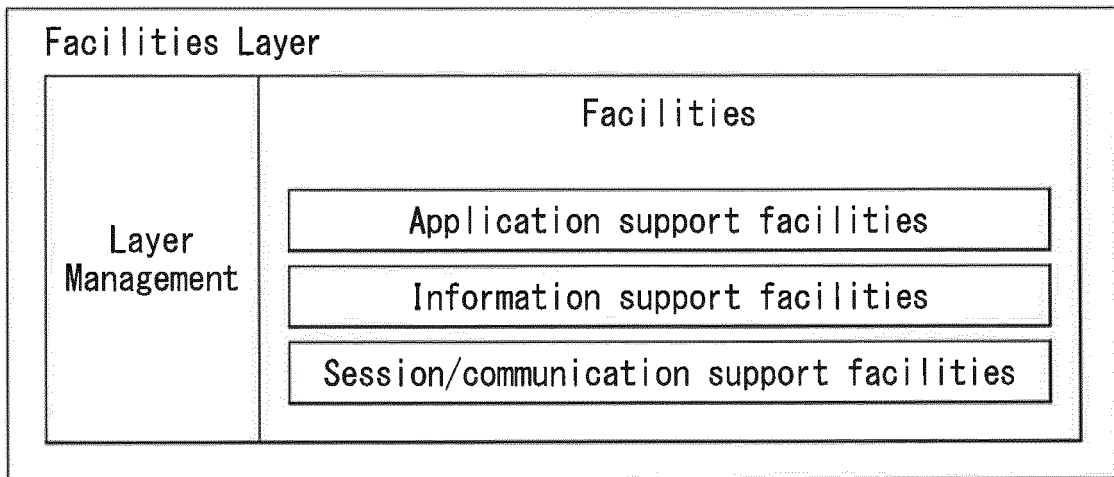 Facilities Layer
Layer
Management
Facilities
Application support facilities
Information support facilities
Session/communication support facilities